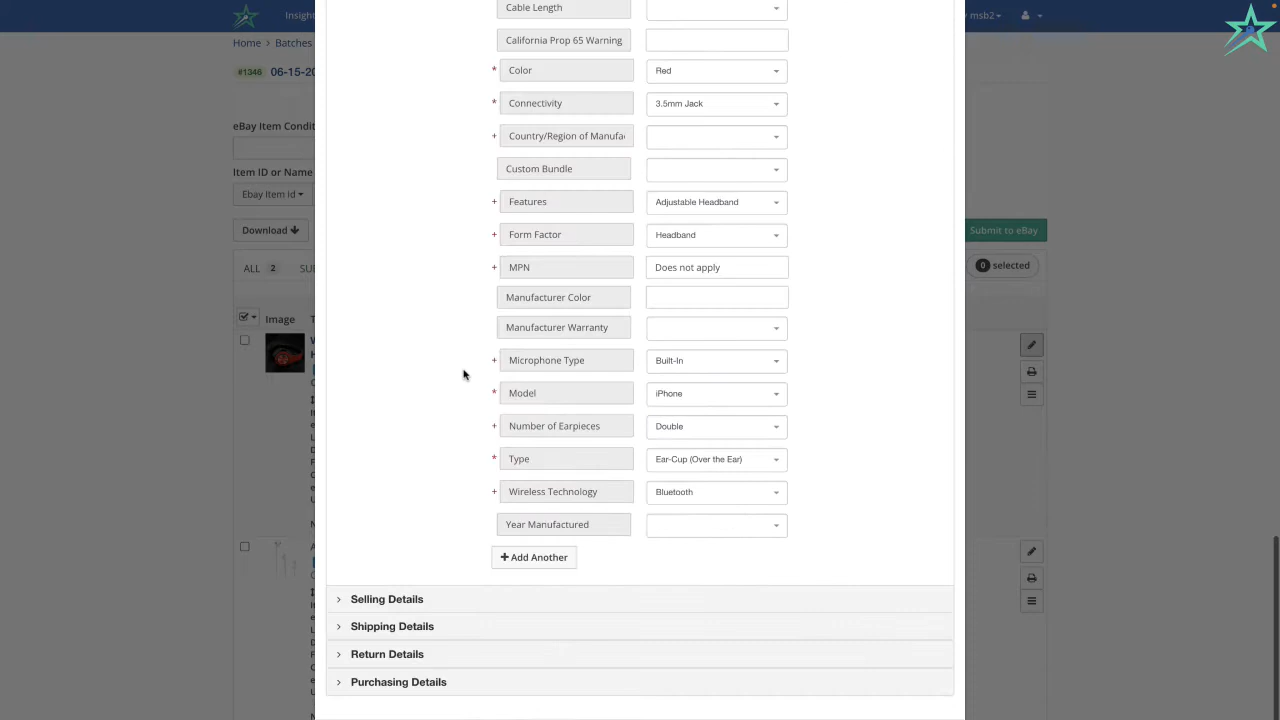 Insight
msb2
Home > Batches
#1346 06-15-20
eBay Item Conditi
Item ID or Name
Ebay Item Id
Download
Submit to eBay
ALL 2 SU
0 selected
Image
Cable Length
California Prop 65 Warning
* Color Red
* Connectivity 3.5mm Jack
+ Country/Region of Manufa
Custom Bundle
+ Features Adjustable Headband
+ Form Factor Headband
+ MPN Does not apply
Manufacturer Color
Manufacturer Warranty
+ Microphone Type Built-In
* Model iPhone
+ Number of Earpieces Double
* Type Ear-Cup (Over the Ear)
+ Wireless Technology Bluetooth
Year Manufactured
+ Add Another
> Selling Details
> Shipping Details
> Return Details
> Purchasing Details